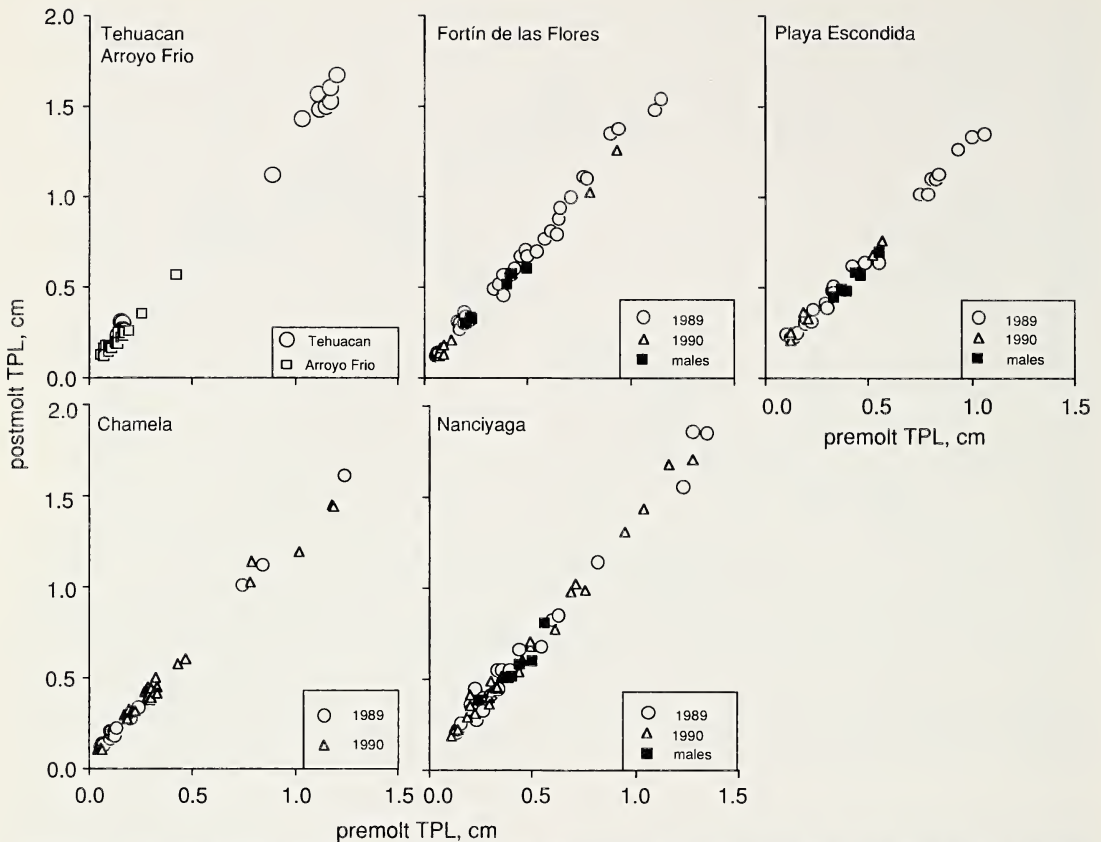 2.0
1.5
1.0
0.5
0.0
Tehuacan
Arroyo Frio
Tehuacan
Arroyo Frio
Fortín de las Flores
1989
1990
males
Playa Escondida
1989
1990
males
0.0
0.5
1.0
1.5
premolt TPL, cm
postmolt TPL, cm
2.0
1.5
1.0
0.5
0.0
Chamela
1989
1990
0.0
0.5
1.0
1.5
Nanciyaga
1989
1990
males
0.0
0.5
1.0
1.5
premolt TPL, cm